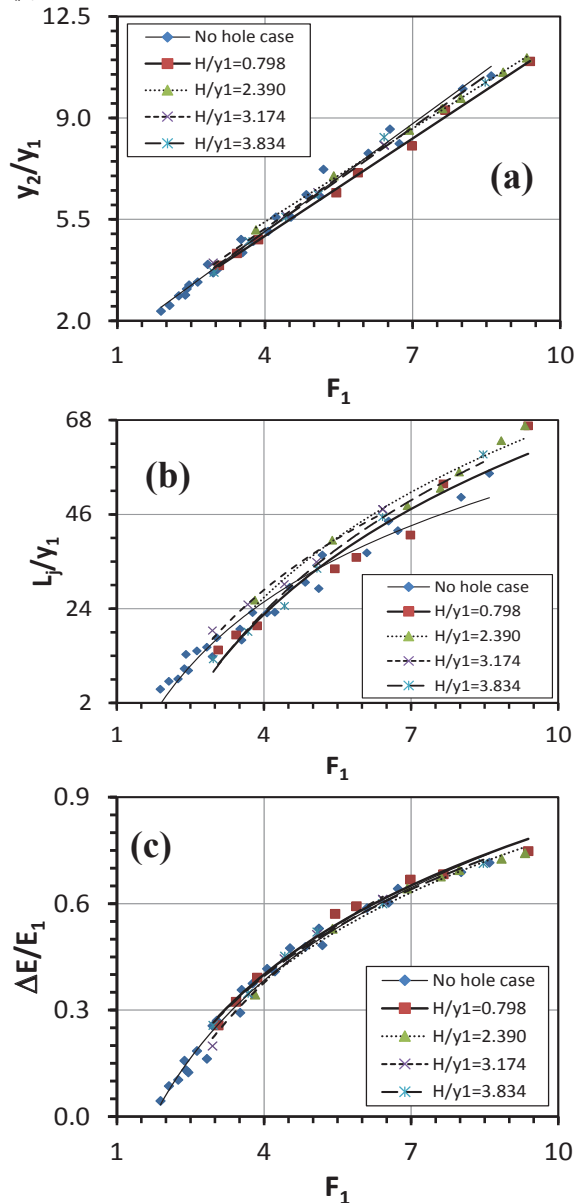 12.5
9.0
5.5
2.0
y2/y1
No hole case
H/y1=0.798
H/y1=2.390
H/y1=3.174
H/y1=3.834
(a)
1 4 7 10
F1
68
46
24
2
Lj/y1
(b)
No hole case
H/y1=0.798
H/y1=2.390
H/y1=3.174
H/y1=3.834
1 4 7 10
F1
0.9
0.6
0.3
0.0
ΔE/E1
(c)
No hole case
H/y1=0.798
H/y1=2.390
H/y1=3.174
H/y1=3.834
1 4 7 10
F1